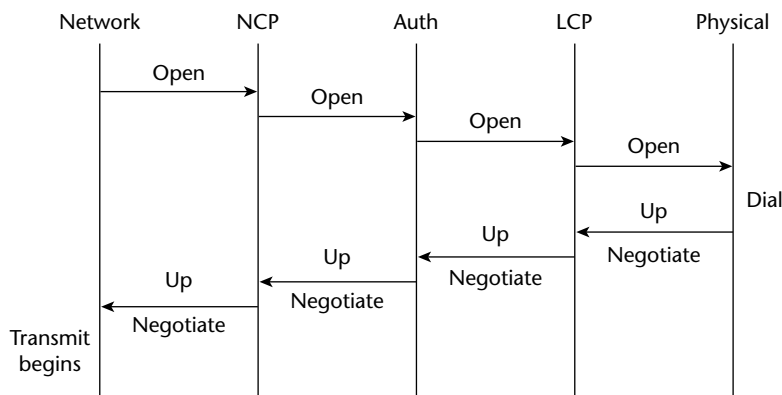 Network NCP Auth LCP Physical
Open
Open
Open
Open
Dial
Up
Negotiate
Up
Negotiate
Up
Negotiate
Up
Negotiate
Transmit
begins